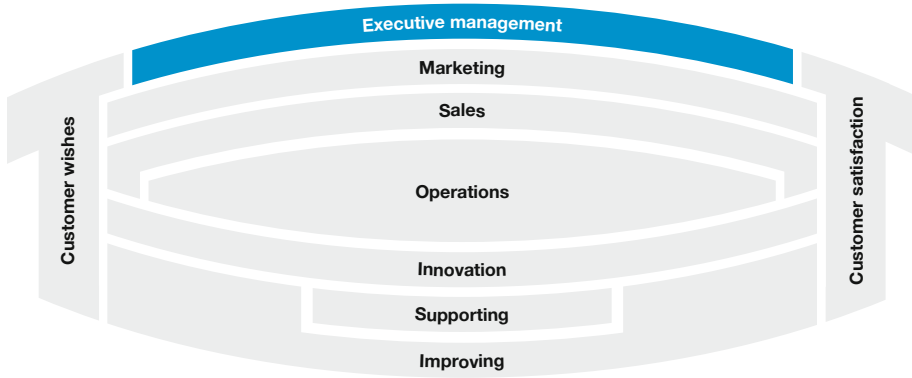 Executive management
Marketing
Sales
Customer wishes
Operations
Customer satisfaction
Innovation
Supporting
Improving